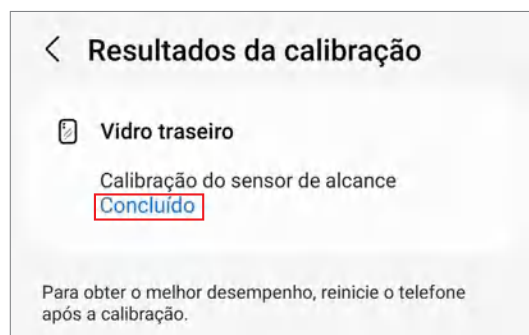 Resultados da calibração
Vidro traseiro
Calibração do sensor de alcance
Concluído
Para obter o melhor desempenho, reinicie o telefone
após a calibração.